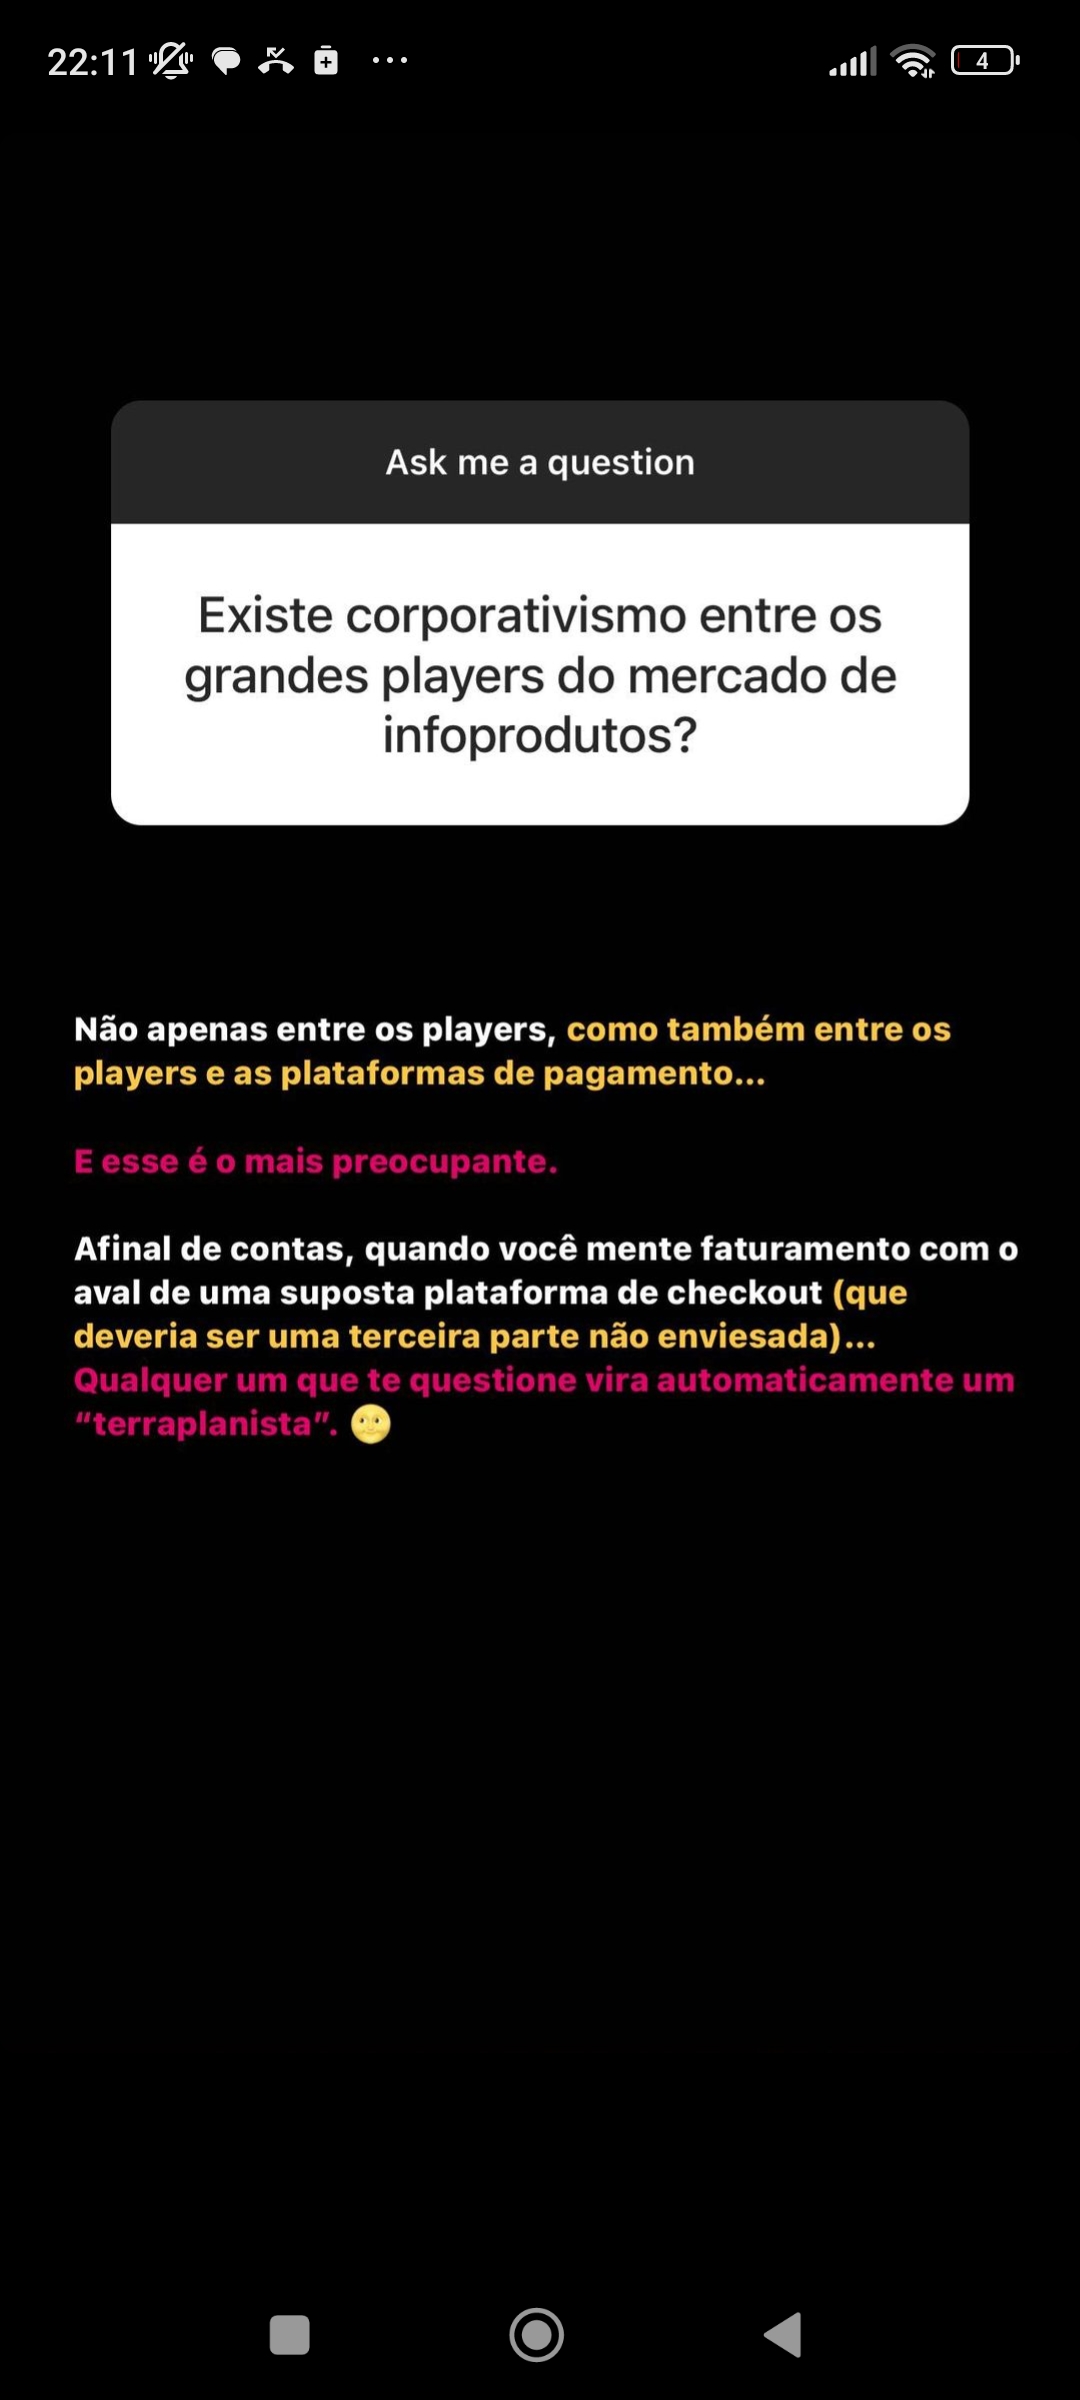 22:11
4
Ask me a question
Existe corporativismo entre os
grandes players do mercado de
infoprodutos?
Não apenas entre os players, como também entre os
players e as plataformas de pagamento...
E esse é o mais preocupante.
Afinal de contas, quando você mente faturamento com o
aval de uma suposta plataforma de checkout (que
deveria ser uma terceira parte não enviesada)...
Qualquer um que te questione vira automaticamente um
“terraplanista”. 🌝